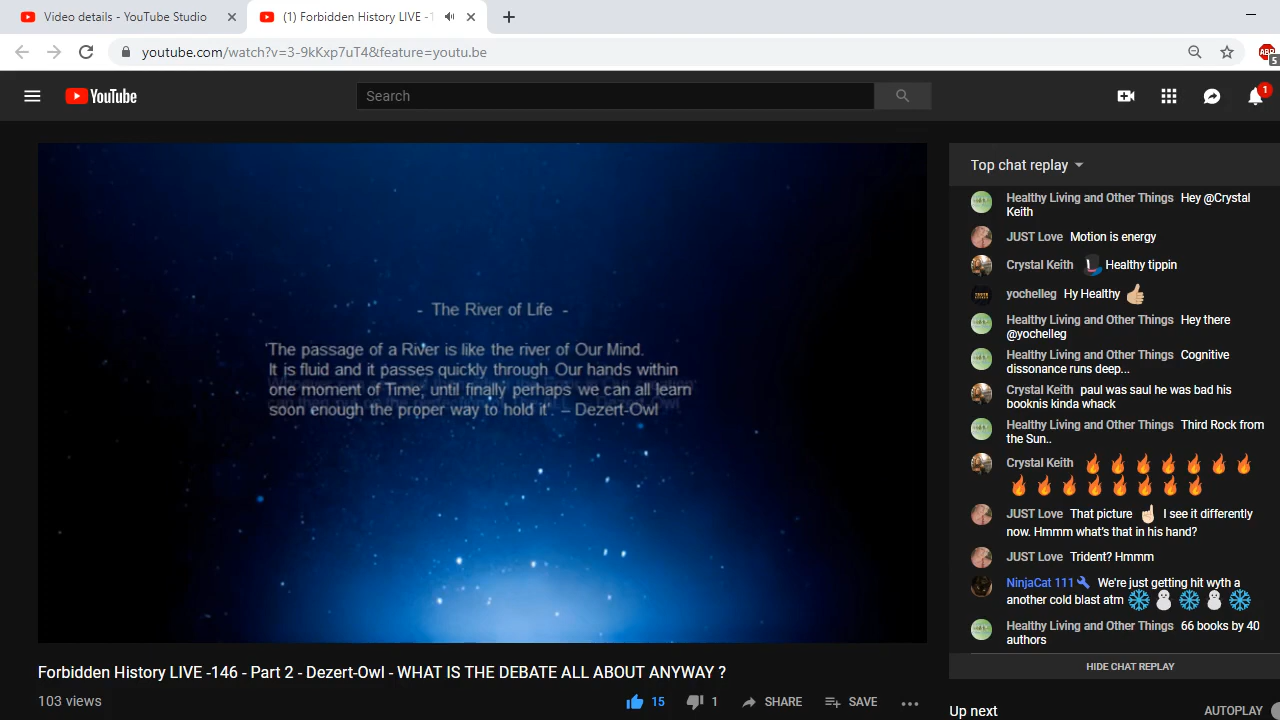 Video details - YouTube Studio
(1) Forbidden History LIVE -1
youtube.com/watch?v=3-9kKxp7uT4&feature=youtu.be
ABP
5
YouTube
Search
1
- The River of Life -
'The passage of a River is like the river of Our Mind.
It is fluid and it passes quickly through Our hands within
one moment of Time, until finally perhaps we can all learn
soon enough the proper way to hold it'. – Dezert-Owl
Forbidden History LIVE -146 - Part 2 - Dezert-Owl - WHAT IS THE DEBATE ALL ABOUT ANYWAY ?
103 views
15
1
SHARE
SAVE
Top chat replay
Healthy Living and Other Things Hey @Crystal
Keith
JUST Love Motion is energy
Crystal Keith Healthy tippin
yochelleg Hy Healthy
Healthy Living and Other Things Hey there
@yochelleg
Healthy Living and Other Things Cognitive
dissonance runs deep...
Crystal Keith paul was saul he was bad his
booknis kinda whack
Healthy Living and Other Things Third Rock from
the Sun..
Crystal Keith
JUST Love That picture I see it differently
now. Hmmm what's that in his hand?
JUST Love Trident? Hmmm
NinjaCat 111 We're just getting hit wyth a
another cold blast atm
Healthy Living and Other Things 66 books by 40
authors
HIDE CHAT REPLAY
Up next
AUTOPLAY